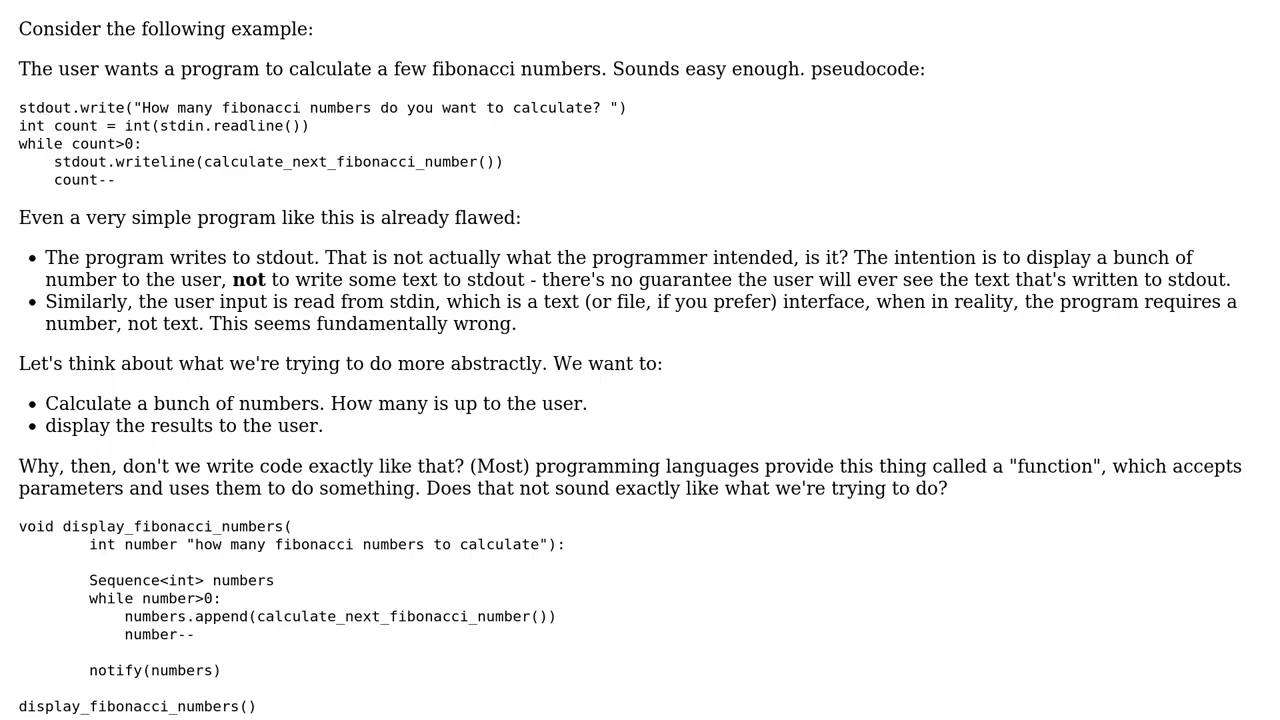 Consider the following example:
The user wants a program to calculate a few fibonacci numbers. Sounds easy enough. pseudocode:
stdout.write("How many fibonacci numbers do you want to calculate? ")
int count = int(stdin.readline())
while count>0:
    stdout.writeline(calculate_next_fibonacci_number())
    count--
Even a very simple program like this is already flawed:
• The program writes to stdout. That is not actually what the programmer intended, is it? The intention is to display a bunch of
number to the user, not to write some text to stdout - there's no guarantee the user will ever see the text that's written to stdout.
• Similarly, the user input is read from stdin, which is a text (or file, if you prefer) interface, when in reality, the program requires a
number, not text. This seems fundamentally wrong.
Let's think about what we're trying to do more abstractly. We want to:
• Calculate a bunch of numbers. How many is up to the user.
• display the results to the user.
Why, then, don't we write code exactly like that? (Most) programming languages provide this thing called a "function", which accepts
parameters and uses them to do something. Does that not sound exactly like what we're trying to do?
void display_fibonacci_numbers(
        int number "how many fibonacci numbers to calculate"):
        Sequence<int> numbers
        while number>0:
            numbers.append(calculate_next_fibonacci_number())
            number--
        notify(numbers)
display_fibonacci_numbers()